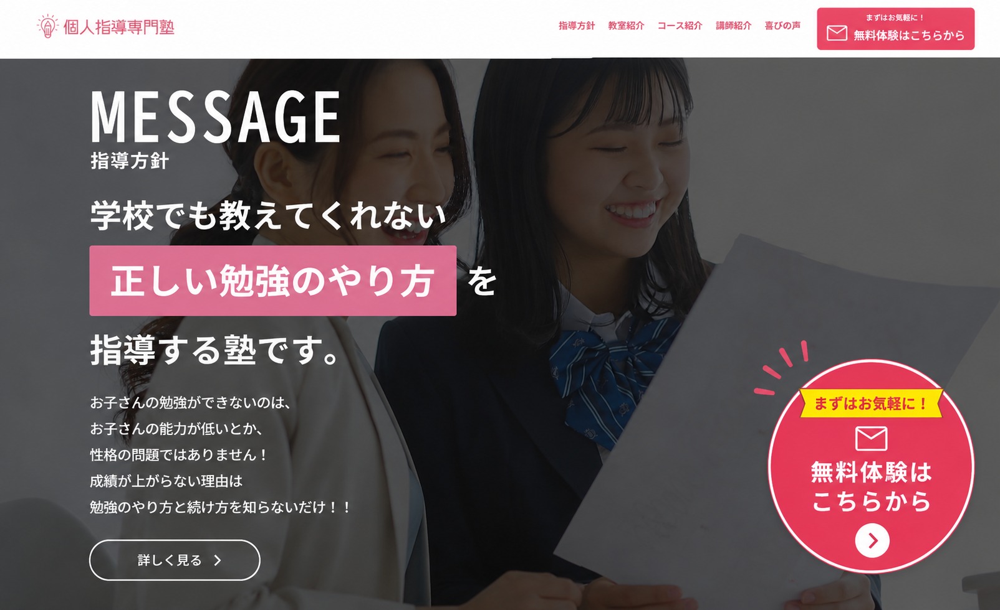 個人指導専門塾
指導方針
教室紹介
コース紹介
講師紹介
喜びの声
まずはお気軽に！
無料体験はこちらから
MESSAGE
指導方針
学校でも教えてくれない
正しい勉強のやり方 を
指導する塾です。
お子さんの勉強ができないのは、
お子さんの能力が低いとか、
性格の問題ではありません！
成績が上がらない理由は
勉強のやり方と続け方を知らないだけ！！
詳しく見る
まずはお気軽に！
無料体験は
こちらから